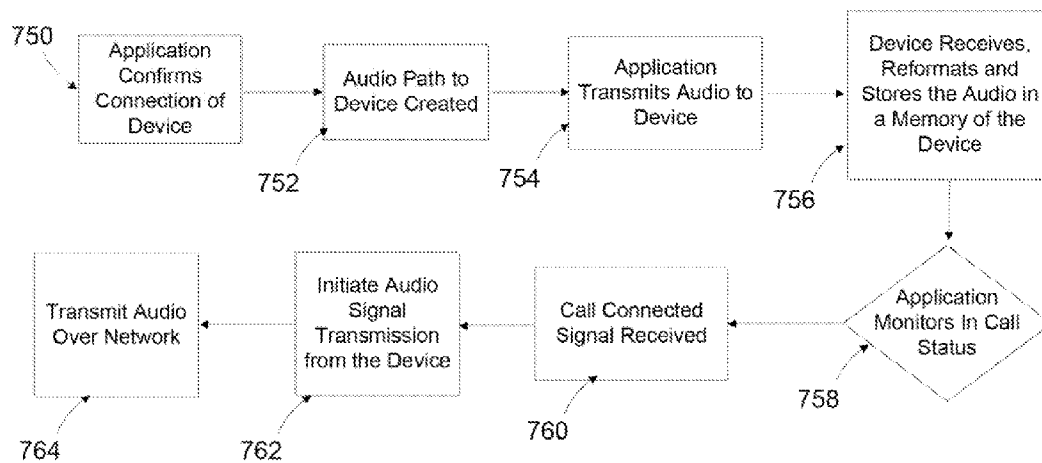 750
Application
Confirms
Connection of
Device
Audio Path to
Device Created
752
Application
Transmits Audio to
Device
754
Device Receives,
Reformats and
Stores the Audio in
a Memory of the
Device
756
Application
Monitors In Call
Status
758
Call Connected
Signal Received
760
Initiate Audio
Signal
Transmission
from the Device
762
Transmit Audio
Over Network
764